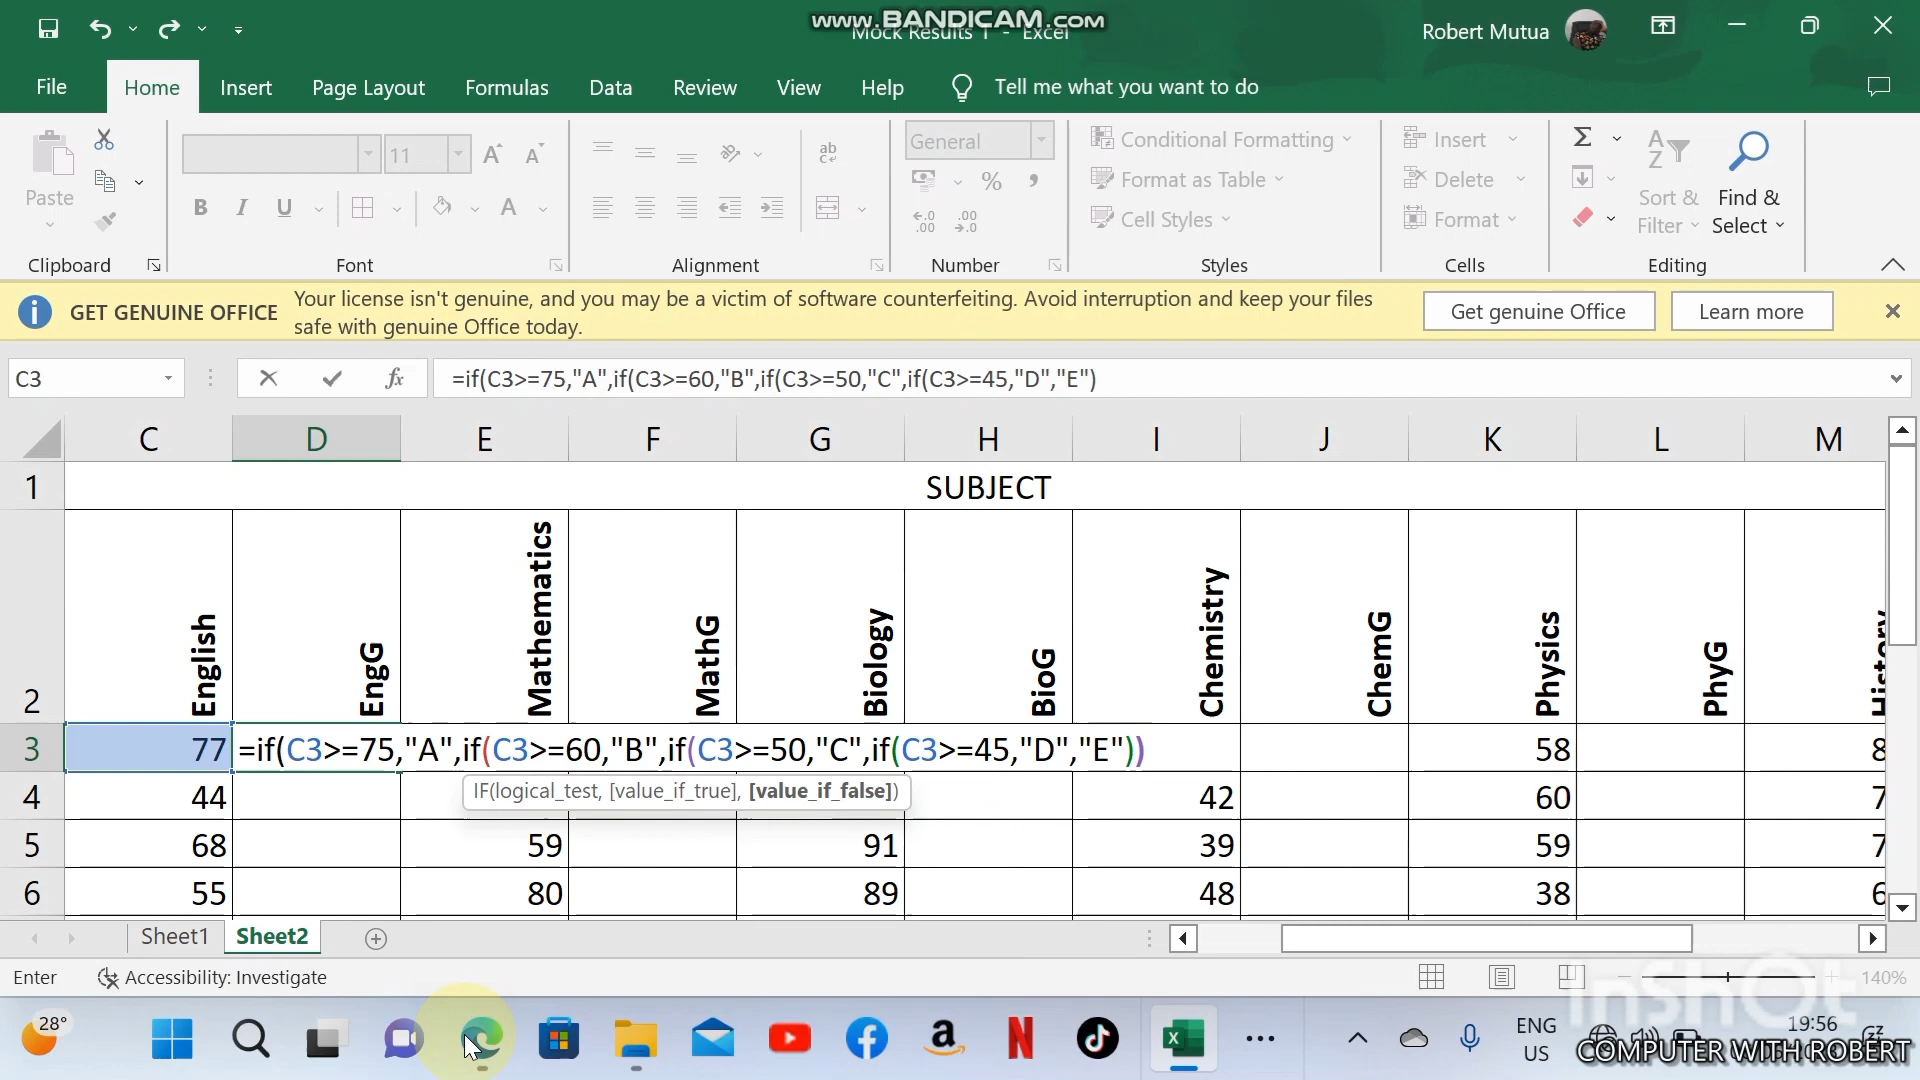 www.BANDICAM.com
Mock Results 1 - Excel
Robert Mutua
File Home Insert Page Layout Formulas Data Review View Help Tell me what you want to do
Paste
11
General
Conditional Formatting
Format as Table
Cell Styles
Insert
Delete
Format
Sort & Filter
Find & Select
B I U
Clipboard Font Alignment Number Styles Cells Editing
GET GENUINE OFFICE
Your license isn't genuine, and you may be a victim of software counterfeiting. Avoid interruption and keep your files
safe with genuine Office today.
Get genuine Office
Learn more
C3
fx
=if(C3>=75,"A",if(C3>=60,"B",if(C3>=50,"C",if(C3>=45,"D","E")
C D E F G H I J K L M
1 SUBJECT
2 English EngG Mathematics MathG Biology BioG Chemistry ChemG Physics PhyG History
3 77 =if(C3>=75,"A",if(C3>=60,"B",if(C3>=50,"C",if(C3>=45,"D","E")) 58 8
IF(logical_test, [value_if_true], [value_if_false])
4 44 42 60 7
5 68 59 91 39 59 7
6 55 80 89 48 38 6
Sheet1 Sheet2
Enter Accessibility: Investigate
140%
InShOt
28°
ENG
US
19:56
COMPUTER WITH ROBERT